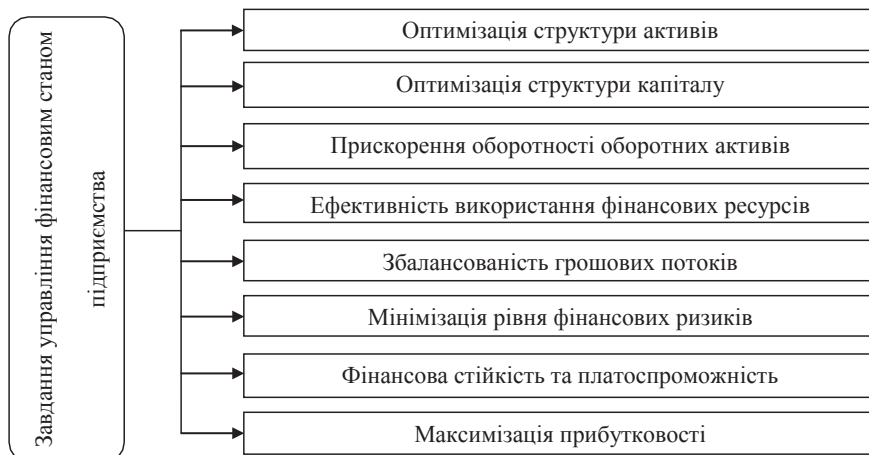 Завдання управління фінансовим станом
підприємства
Оптимізація структури активів
Оптимізація структури капіталу
Прискорення оборотності оборотних активів
Ефективність використання фінансових ресурсів
Збалансованість грошових потоків
Мінімізація рівня фінансових ризиків
Фінансова стійкість та платоспроможність
Максимізація прибутковості